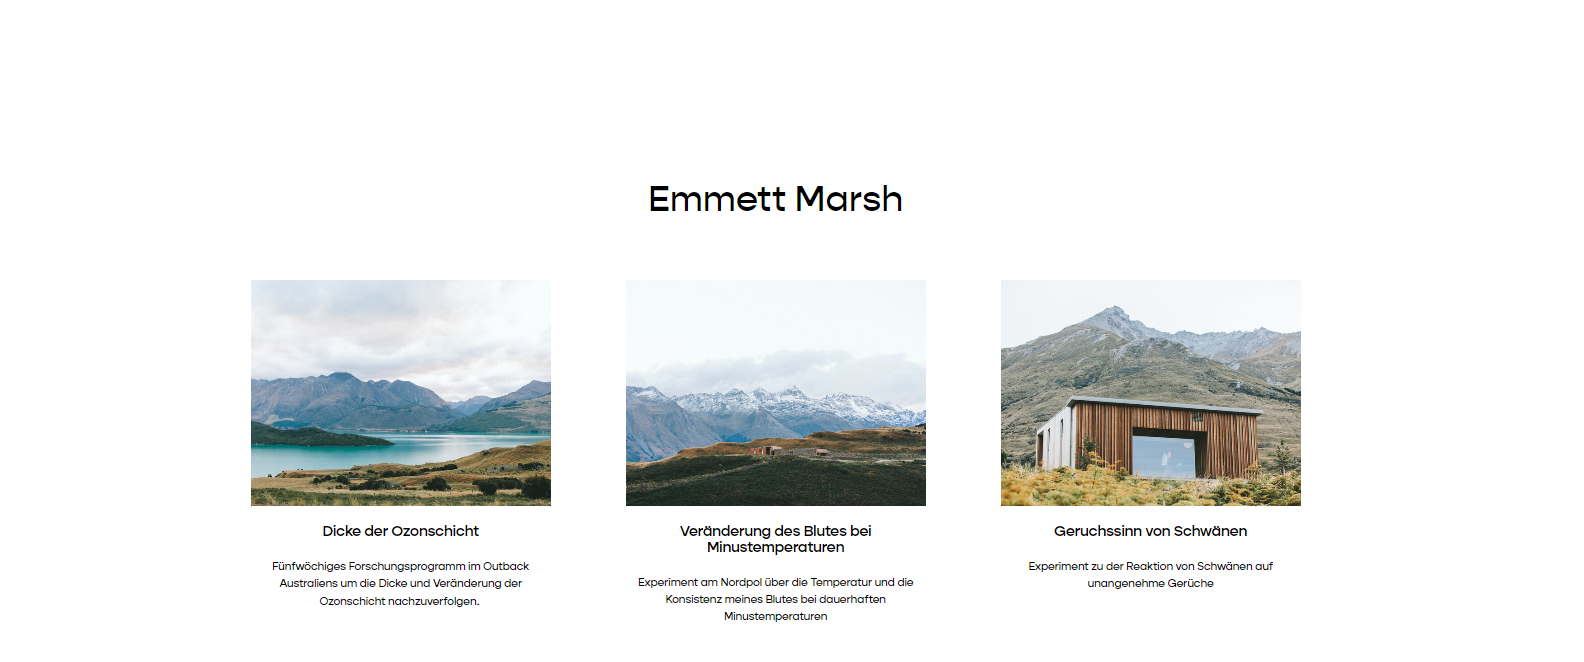 Emmett Marsh
Dicke der Ozonschicht
Fünfwöchiges Forschungsprogramm im Outback
Australiens um die Dicke und Veränderung der
Ozonschicht nachzuverfolgen.
Veränderung des Blutes bei
Minustemperaturen
Experiment am Nordpol über die Temperatur und die
Konsistenz meines Blutes bei dauerhaften
Minustemperaturen
Geruchssinn von Schwänen
Experiment zu der Reaktion von Schwänen auf
unangenehme Gerüche